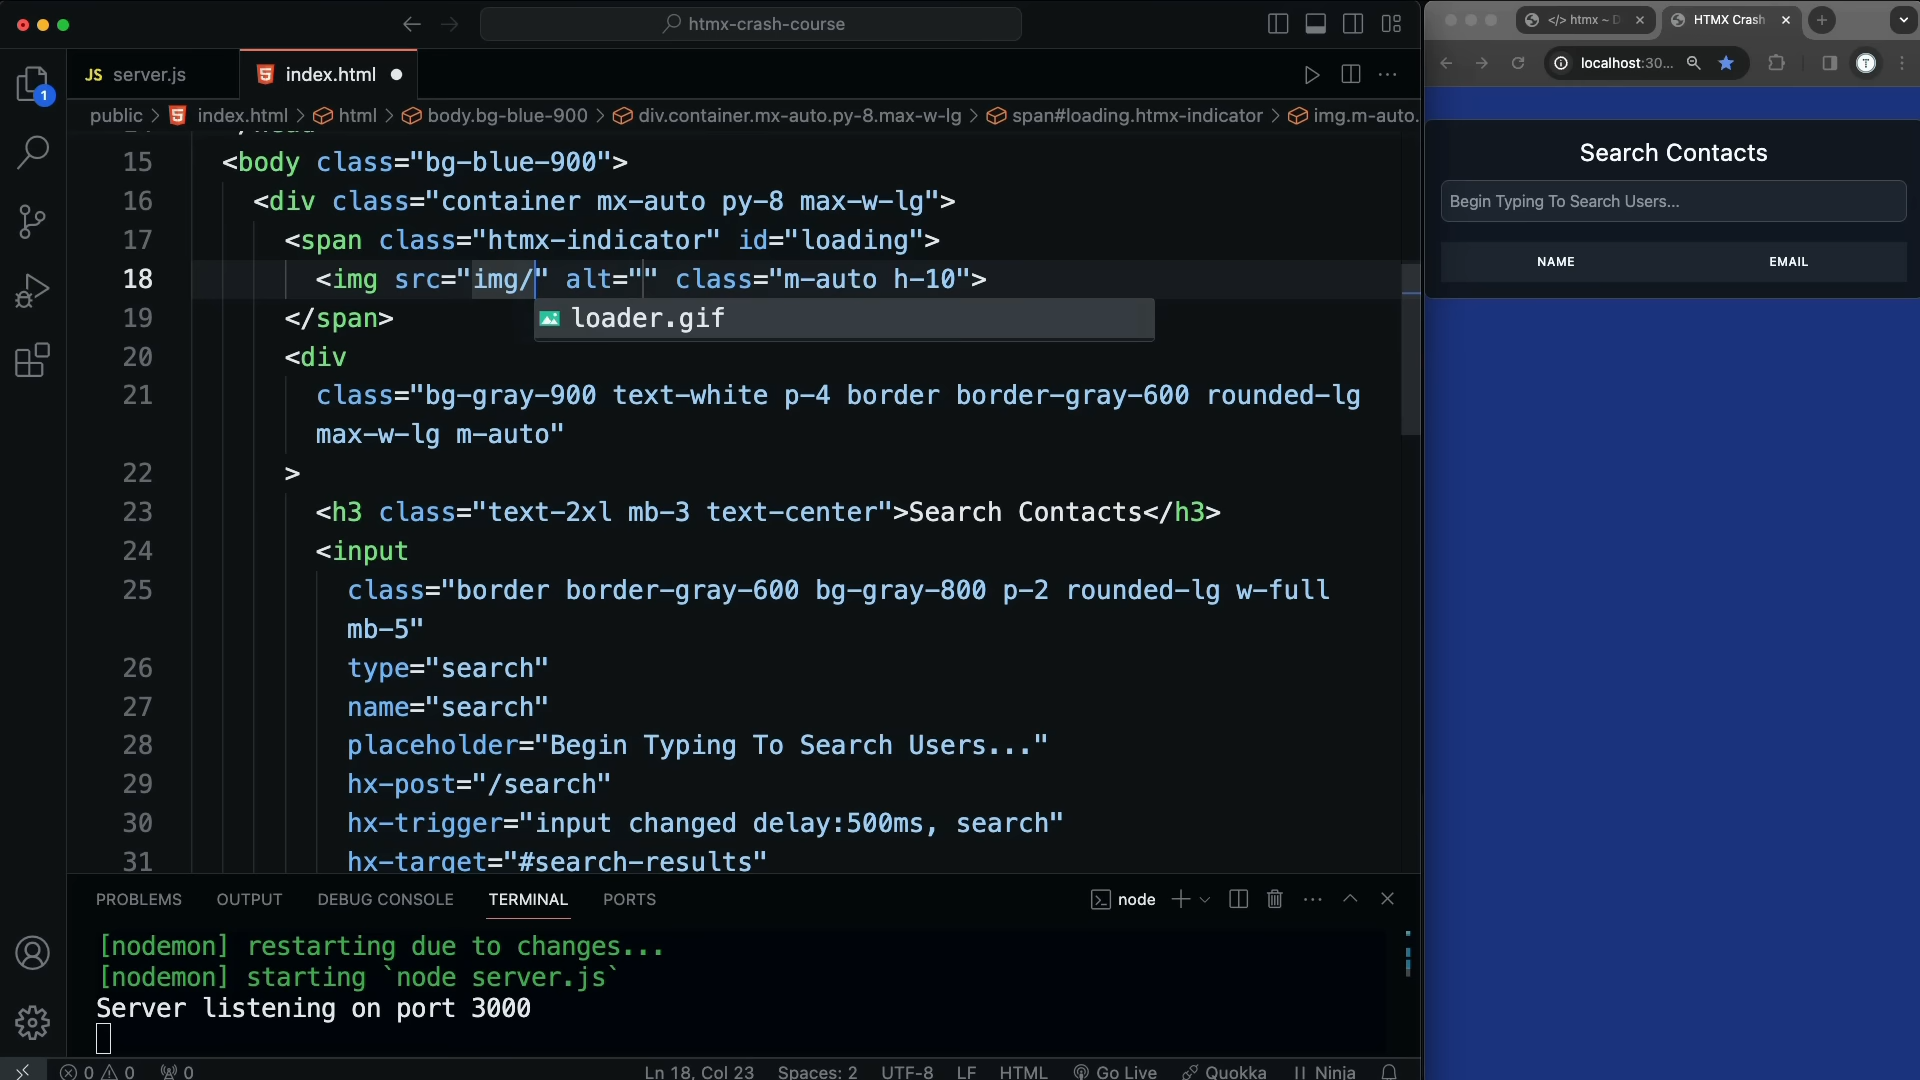 htmx-crash-course
JS server.js
index.html
public > index.html > html > body.bg-blue-900 > div.container.mx-auto.py-8.max-w-lg > span#loading.htmx-indicator > img.m-auto.
1
15 <body class="bg-blue-900">
16 <div class="container mx-auto py-8 max-w-lg">
17 <span class="htmx-indicator" id="loading">
18 <img src="img/" alt="" class="m-auto h-10">
loader.gif
19 </span>
20 <div
21 class="bg-gray-900 text-white p-4 border border-gray-600 rounded-lg
max-w-lg m-auto"
22 >
23 <h3 class="text-2xl mb-3 text-center">Search Contacts</h3>
24 <input
25 class="border border-gray-600 bg-gray-800 p-2 rounded-lg w-full
mb-5"
26 type="search"
27 name="search"
28 placeholder="Begin Typing To Search Users..."
29 hx-post="/search"
30 hx-trigger="input changed delay:500ms, search"
31 hx-target="#search-results"
PROBLEMS OUTPUT DEBUG CONSOLE TERMINAL PORTS
node
[nodemon] restarting due to changes...
[nodemon] starting `node server.js`
Server listening on port 3000
0 0 0
Ln 18, Col 23 Spaces: 2 UTF-8 LF HTML Go Live Quokka Ninja
</> htmx ~ D
HTMX Crash
localhost:30...
T
Search Contacts
Begin Typing To Search Users...
NAME EMAIL